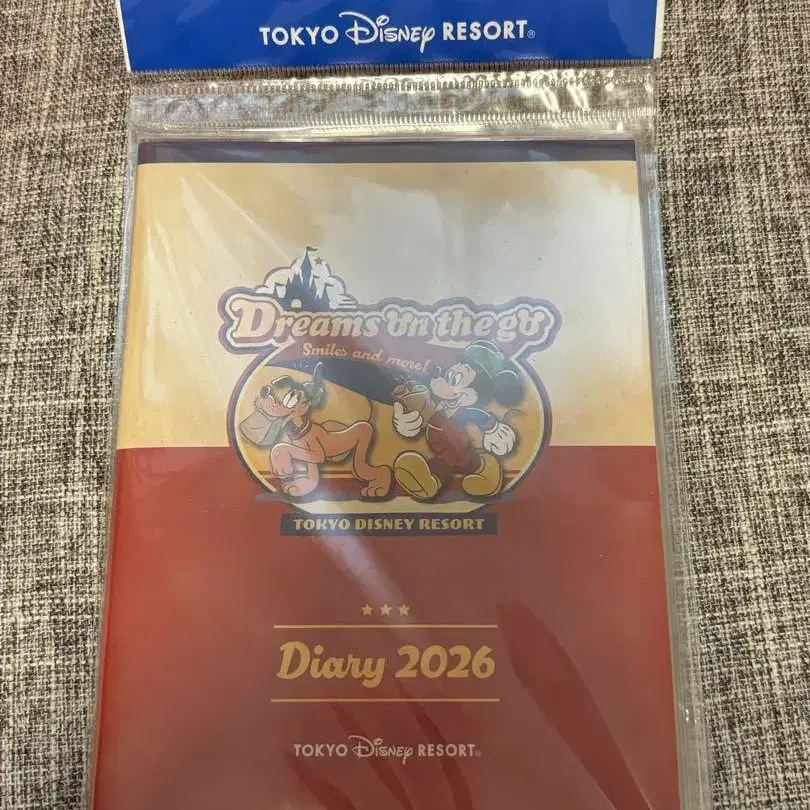 TOKYO Disney RESORT®
Dreams on the go
Smiles and more!
TOKYO DISNEY RESORT
Diary 2026
TOKYO Disney RESORT®